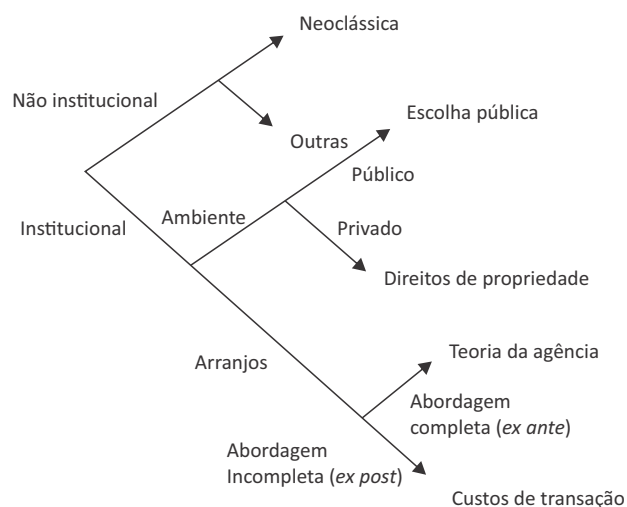 Neoclássica
Não institucional
Outras
Escolha pública
Público
Ambiente
Institucional
Privado
Direitos de propriedade
Arranjos
Teoria da agência
Abordagem
completa (ex ante)
Abordagem
Incompleta (ex post)
Custos de transação